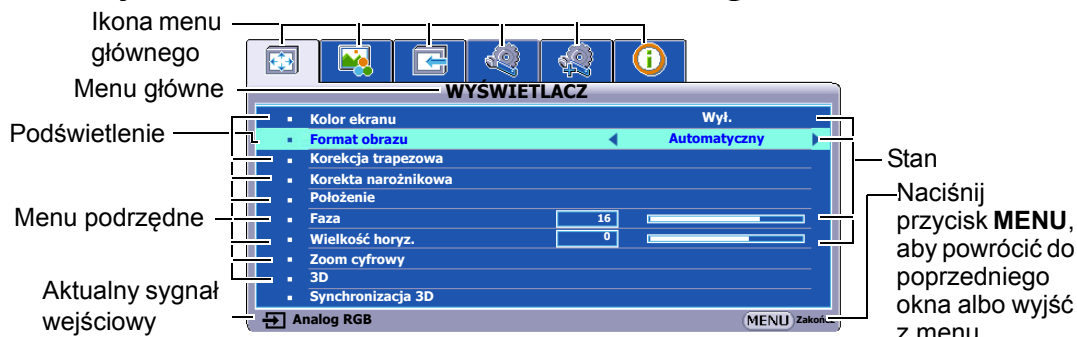 Ikona menu
głównego
Menu główne
WYŚWIETLACZ
Podświetlenie
Kolor ekranu Wył.
Format obrazu Automatyczny
Korekcja trapezowa
Korekta narożnikowa
Położenie
Faza 16
Wielkość horyz. 0
Zoom cyfrowy
3D
Synchronizacja 3D
Analog RGB
MENU Zakończ
Menu podrzędne
Aktualny sygnał
wejściowy
Stan
Naciśnij
przycisk MENU,
aby powrócić do
poprzedniego
okna albo wyjść
z menu